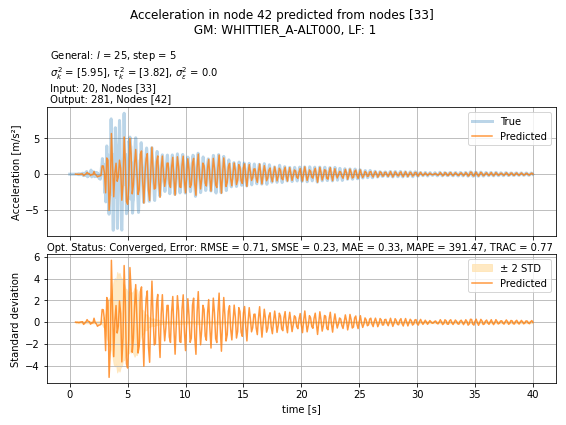 Acceleration in node 42 predicted from nodes [33]
GM: WHITTIER_A-ALT000, LF: 1
General: l = 25, step = 5
σ²ₖ = [5.95], τ²ₖ = [3.82], σ²ε = 0.0
Input: 20, Nodes [33]
Output: 281, Nodes [42]
True
Predicted
Acceleration [m/s²]
5
0
−5
Opt. Status: Converged, Error: RMSE = 0.71, SMSE = 0.23, MAE = 0.33, MAPE = 391.47, TRAC = 0.77
± 2 STD
Predicted
Standard deviation
6
4
2
0
−2
−4
0 5 10 15 20 25 30 35 40
time [s]